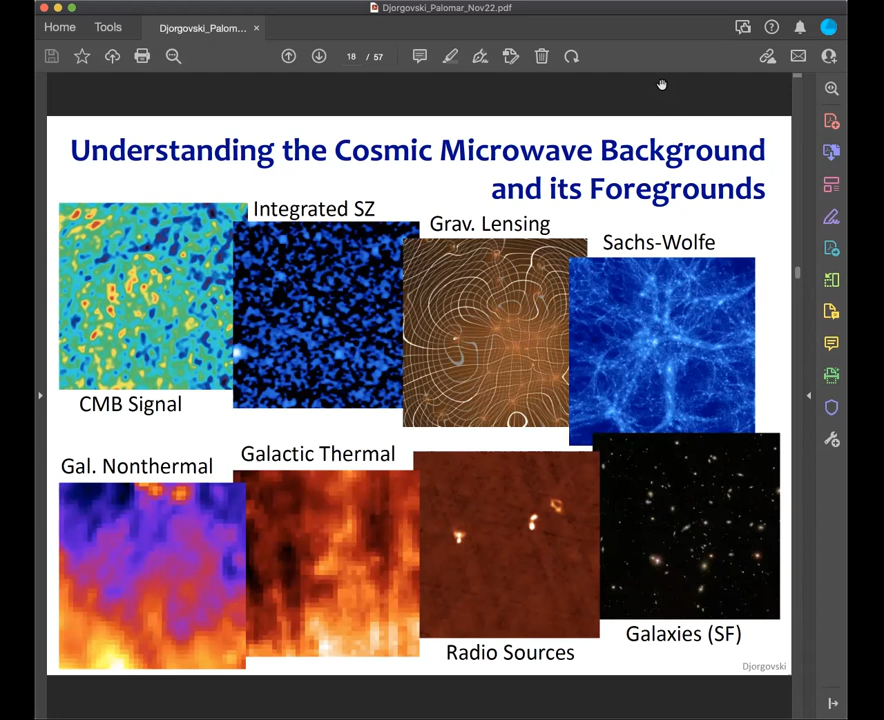 Djorgovski_Palomar_Nov22.pdf
Home
Tools
Djorgovski_Palom... ×
18 / 57
Understanding the Cosmic Microwave Background
and its Foregrounds
Integrated SZ
Grav. Lensing
Sachs-Wolfe
CMB Signal
Gal. Nonthermal
Galactic Thermal
Radio Sources
Galaxies (SF)
Djorgovski